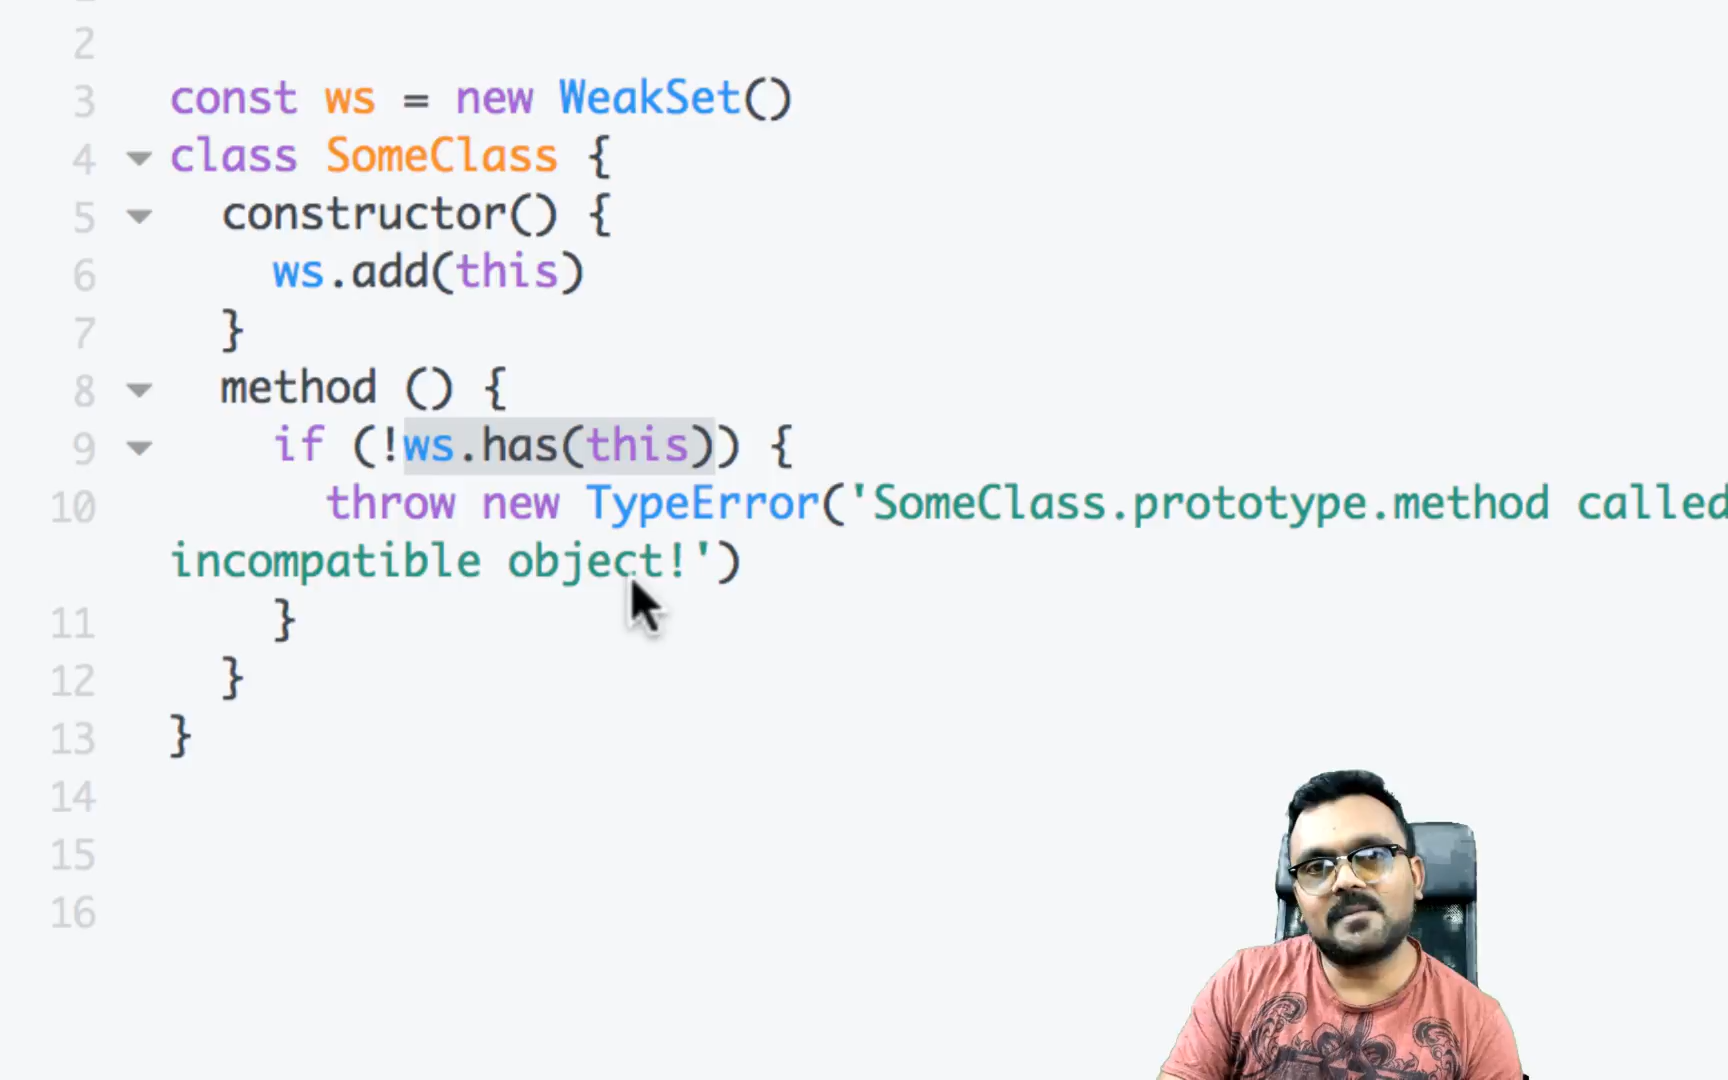 2
3 const ws = new WeakSet()
4 class SomeClass {
5 constructor() {
6 ws.add(this)
7 }
8 method () {
9 if (!ws.has(this)) {
10 throw new TypeError('SomeClass.prototype.method called
incompatible object!')
11 }
12 }
13 }
14
15
16